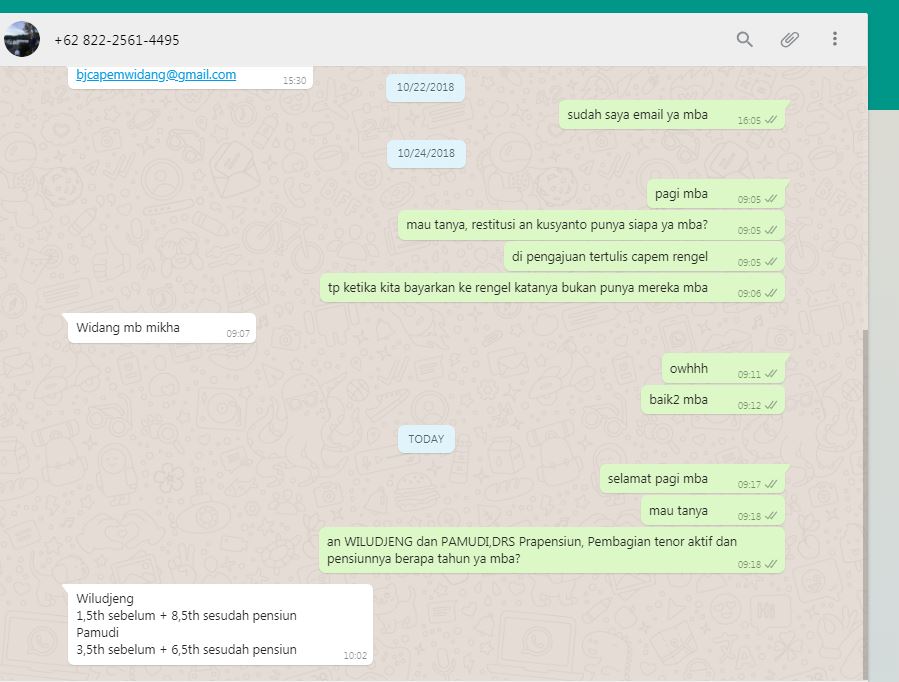 +62 822-2561-4495
bjcapemwidang@gmail.com
15:30
10/22/2018
sudah saya email ya mba
16:05
10/24/2018
pagi mba
09:05
mau tanya, restitusi an kusyanto punya siapa ya mba?
09:05
di pengajuan tertulis capem rengel
09:05
tp ketika kita bayarkan ke rengel katanya bukan punya mereka mba
09:06
Widang mb mikha
09:07
owhhh
09:11
baik2 mba
09:12
TODAY
selamat pagi mba
09:17
mau tanya
09:18
an WILUDJENG dan PAMUDI,DRS Prapensiun, Pembagian tenor aktif dan
pensiunnya berapa tahun ya mba?
09:18
Wiludjeng
1,5th sebelum + 8,5th sesudah pensiun
Pamudi
3,5th sebelum + 6,5th sesudah pensiun
10:02